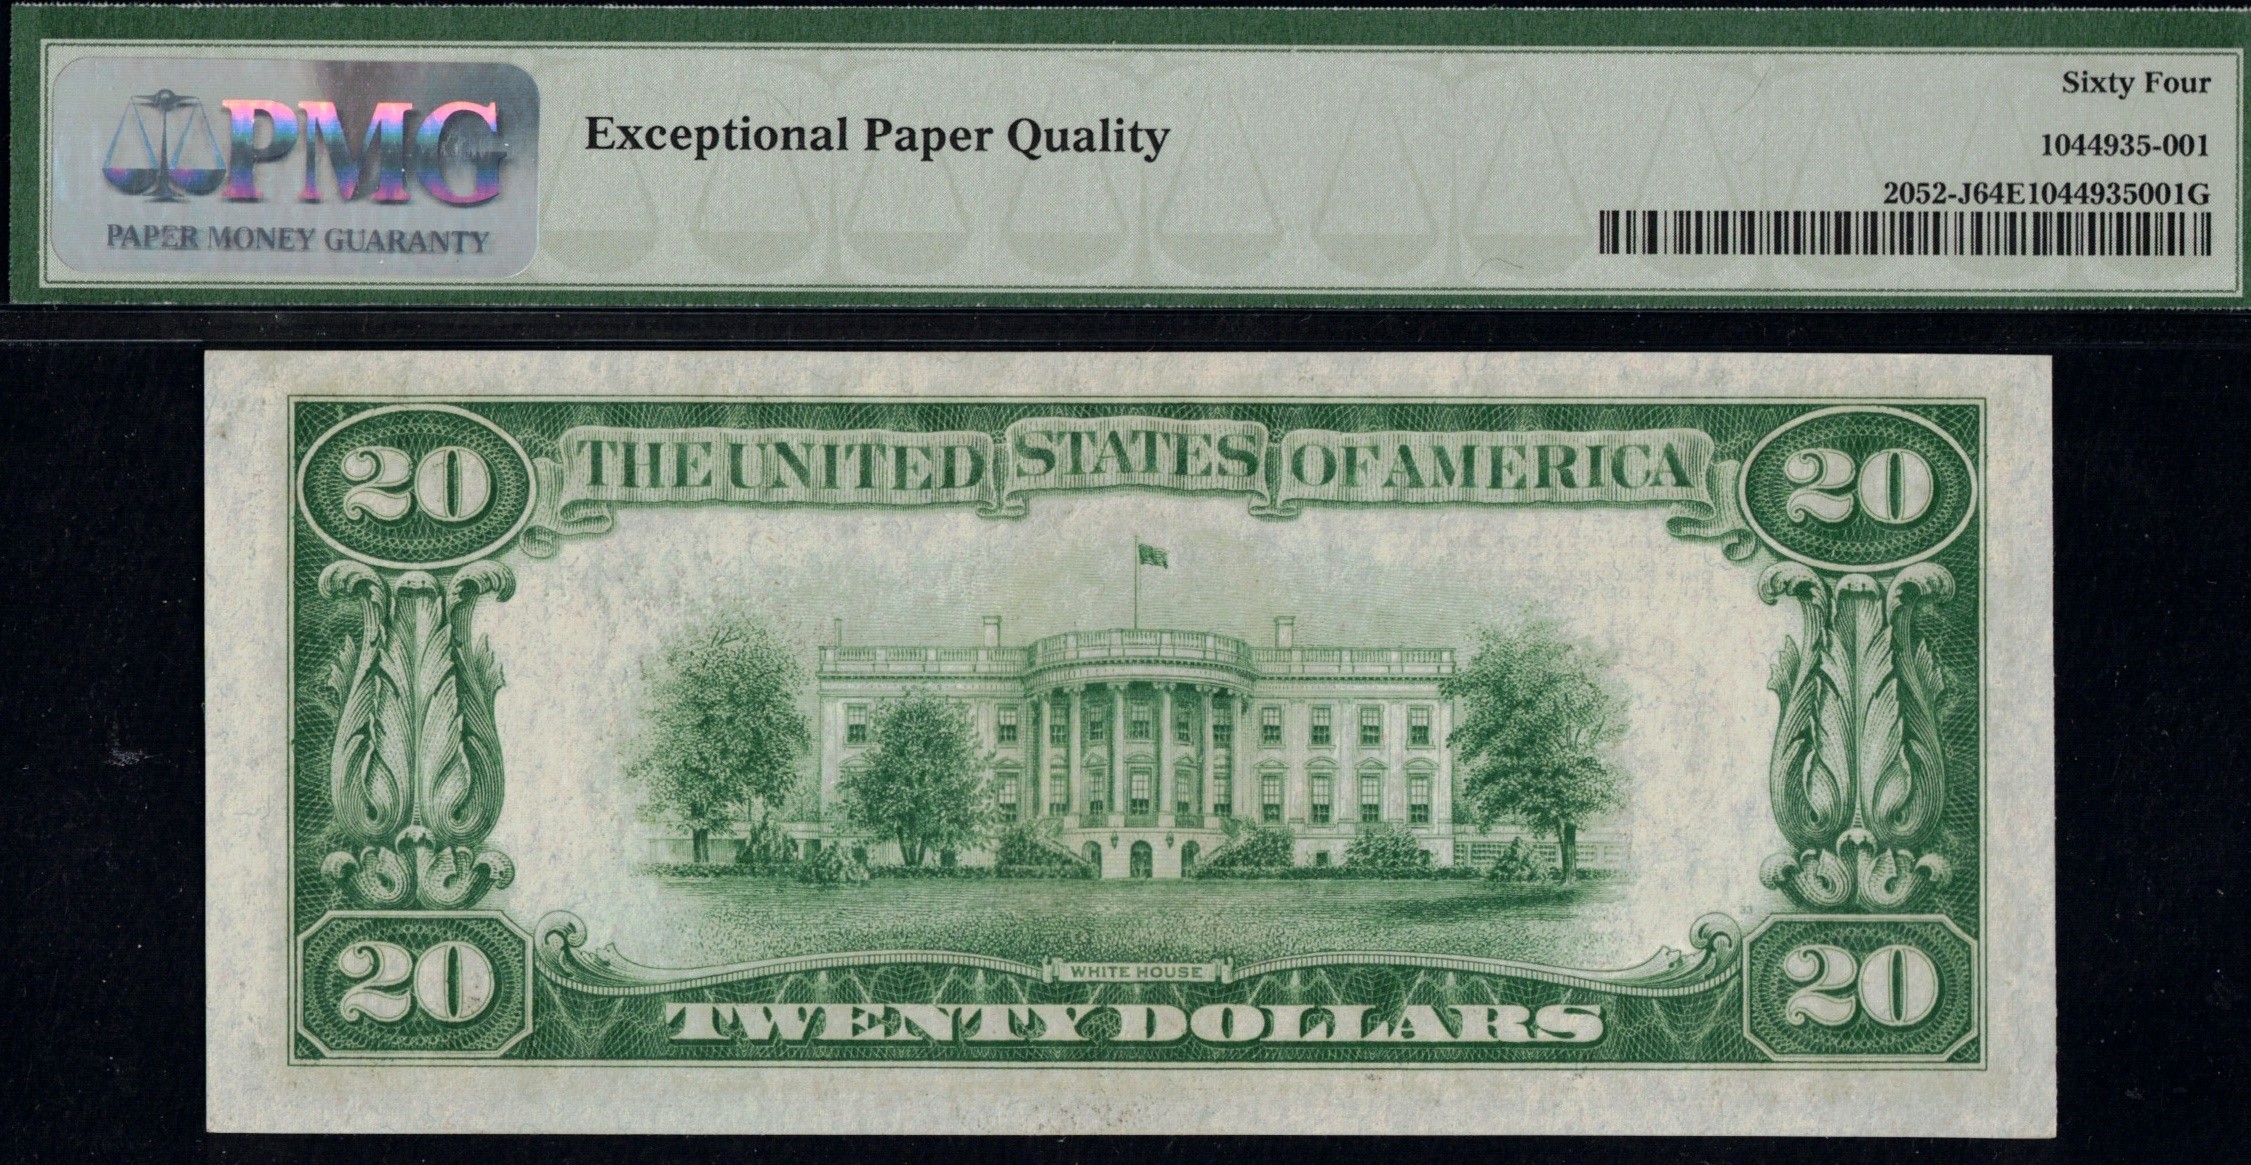 PMG
PAPER MONEY GUARANTY
Exceptional Paper Quality
Sixty Four
1044935-001
2052-J64E1044935001G
20
THE UNITED STATES OF AMERICA
20
33
WHITE HOUSE
20
TWENTY DOLLARS
20